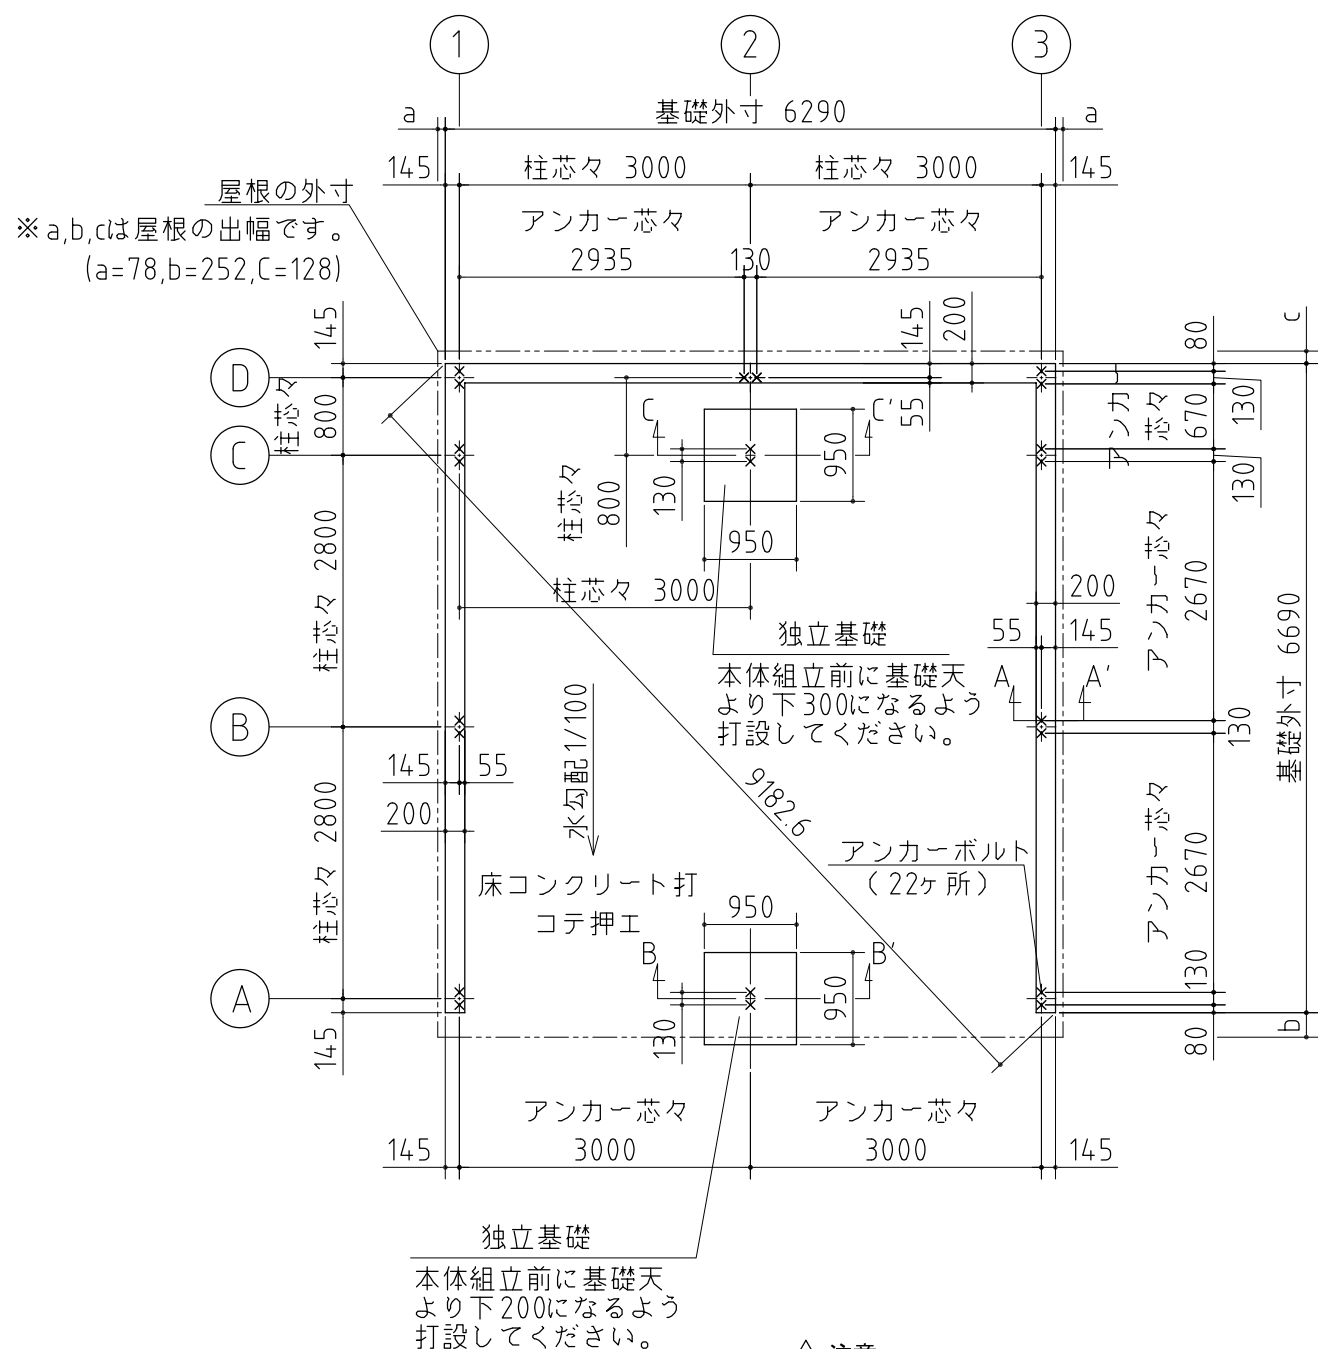 1
2
3
a
基礎外寸 6290
a
145
柱芯々 3000
柱芯々 3000
145
屋根の外寸
※a,b,cは屋根の出幅です。
(a=78,b=252,C=128)
アンカー芯々
アンカー芯々
2935
130
2935
145
145
200
80
c
D
C
B
A
柱芯々
800
柱芯々 2800
柱芯々 2800
145
C
C'
55
950
130
950
柱芯々
800
柱芯々 3000
アンカー
芯々
670
130
130
アンカー芯々
2670
200
55
145
A
A'
130
基礎外寸 6690
独立基礎
本体組立前に基礎天
より下300になるよう
打設してください。
145
55
200
水勾配1/100
9182.6
アンカーボルト
(22ケ所)
床コンクリート打
コテ押エ
950
B
B'
950
130
アンカー芯々
2670
130
80
b
アンカー芯々
アンカー芯々
145
3000
3000
145
独立基礎
本体組立前に基礎天
より下200になるよう
打設してください。